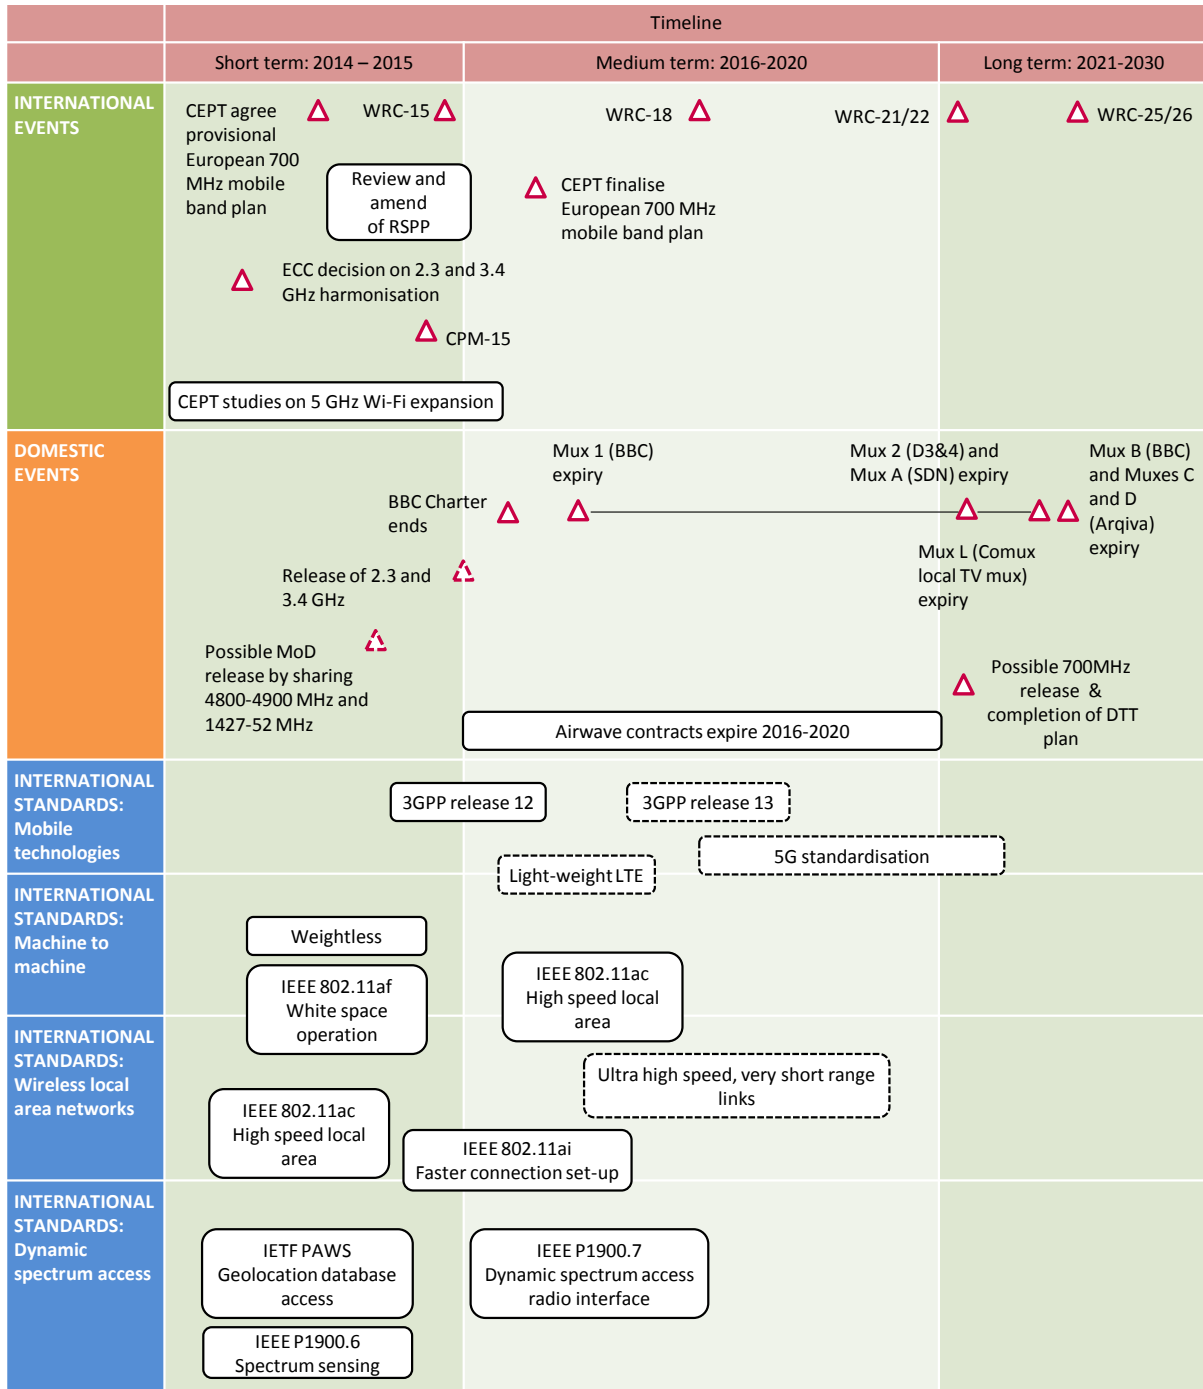 Timeline
Short term: 2014 – 2015
Medium term: 2016-2020
Long term: 2021-2030
INTERNATIONAL
EVENTS
CEPT agree
provisional
European 700
MHz mobile
band plan
WRC-15
WRC-18
WRC-21/22
WRC-25/26
Review and
amend
of RSPP
CEPT finalise
European 700 MHz
mobile band plan
ECC decision on 2.3 and 3.4
GHz harmonisation
CPM-15
CEPT studies on 5 GHz Wi-Fi expansion
DOMESTIC
EVENTS
Mux 1 (BBC)
expiry
Mux 2 (D3&4) and
Mux A (SDN) expiry
Mux B (BBC)
and Muxes C
and D
(Arqiva)
expiry
BBC Charter
ends
Mux L (Comux
local TV mux)
expiry
Release of 2.3 and
3.4 GHz
Possible MoD
release by sharing
4800-4900 MHz and
1427-52 MHz
Possible 700MHz
release &
completion of DTT
plan
Airwave contracts expire 2016-2020
INTERNATIONAL
STANDARDS:
Mobile
technologies
3GPP release 12
3GPP release 13
5G standardisation
Light-weight LTE
INTERNATIONAL
STANDARDS:
Machine to
machine
Weightless
IEEE 802.11af
White space
operation
IEEE 802.11ac
High speed local
area
INTERNATIONAL
STANDARDS:
Wireless local
area networks
Ultra high speed, very short range
links
IEEE 802.11ac
High speed local
area
IEEE 802.11ai
Faster connection set-up
INTERNATIONAL
STANDARDS:
Dynamic
spectrum access
IETF PAWS
Geolocation database
access
IEEE P1900.7
Dynamic spectrum access
radio interface
IEEE P1900.6
Spectrum sensing